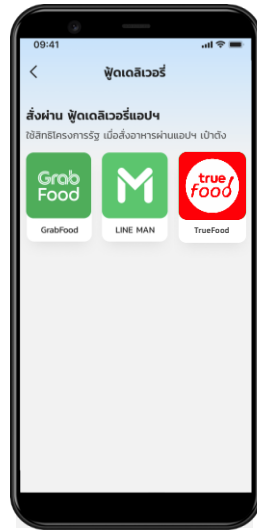 09:41
ฟู้ดเดลิเวอรี่
สั่งผ่าน ฟู้ดเดลิเวอรี่แอปฯ
ใช้สิทธิโครงการรัฐ เมื่อสั่งอาหารผ่านแอปฯ เป๋าตัง
Grab
Food
M
true
food
GrabFood
LINE MAN
TrueFood